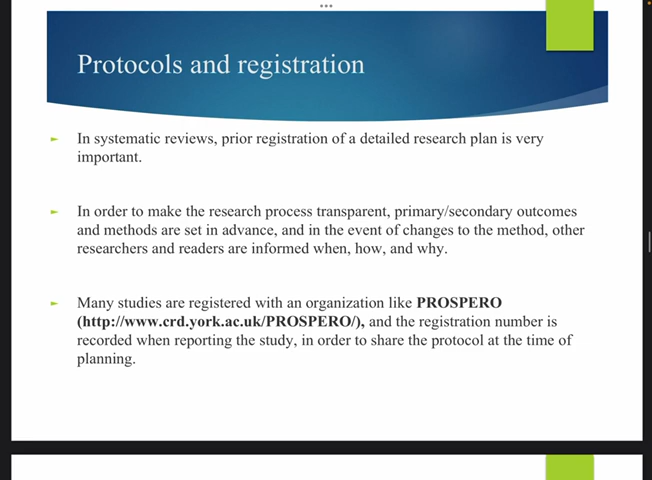 Protocols and registration
In systematic reviews, prior registration of a detailed research plan is very
important.
In order to make the research process transparent, primary/secondary outcomes
and methods are set in advance, and in the event of changes to the method, other
researchers and readers are informed when, how, and why.
Many studies are registered with an organization like PROSPERO
(http://www.crd.york.ac.uk/PROSPERO/), and the registration number is
recorded when reporting the study, in order to share the protocol at the time of
planning.